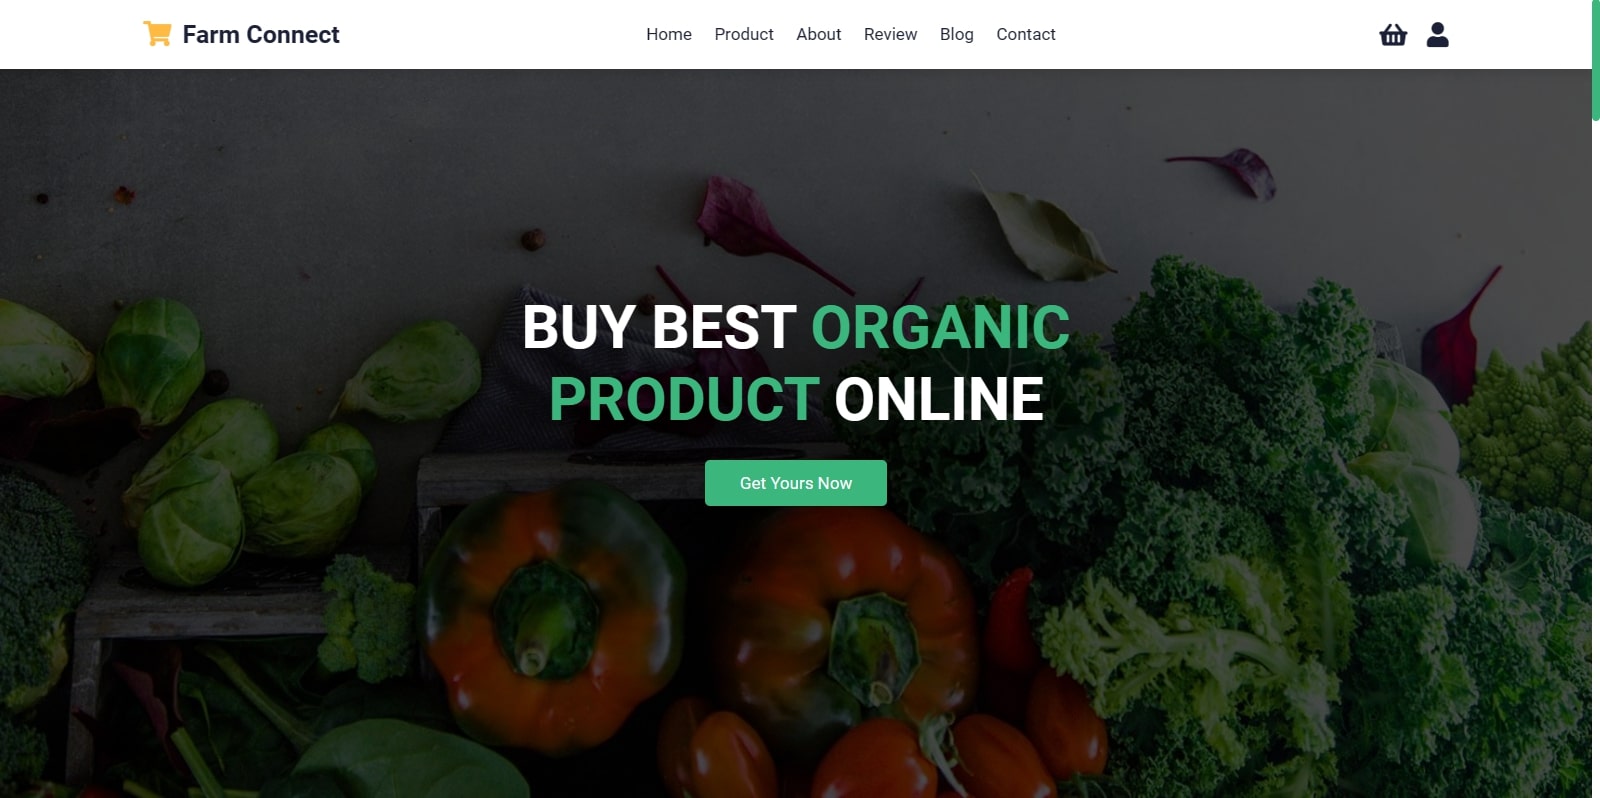 Farm Connect
Home Product About Review Blog Contact
BUY BEST ORGANIC
PRODUCT ONLINE
Get Yours Now